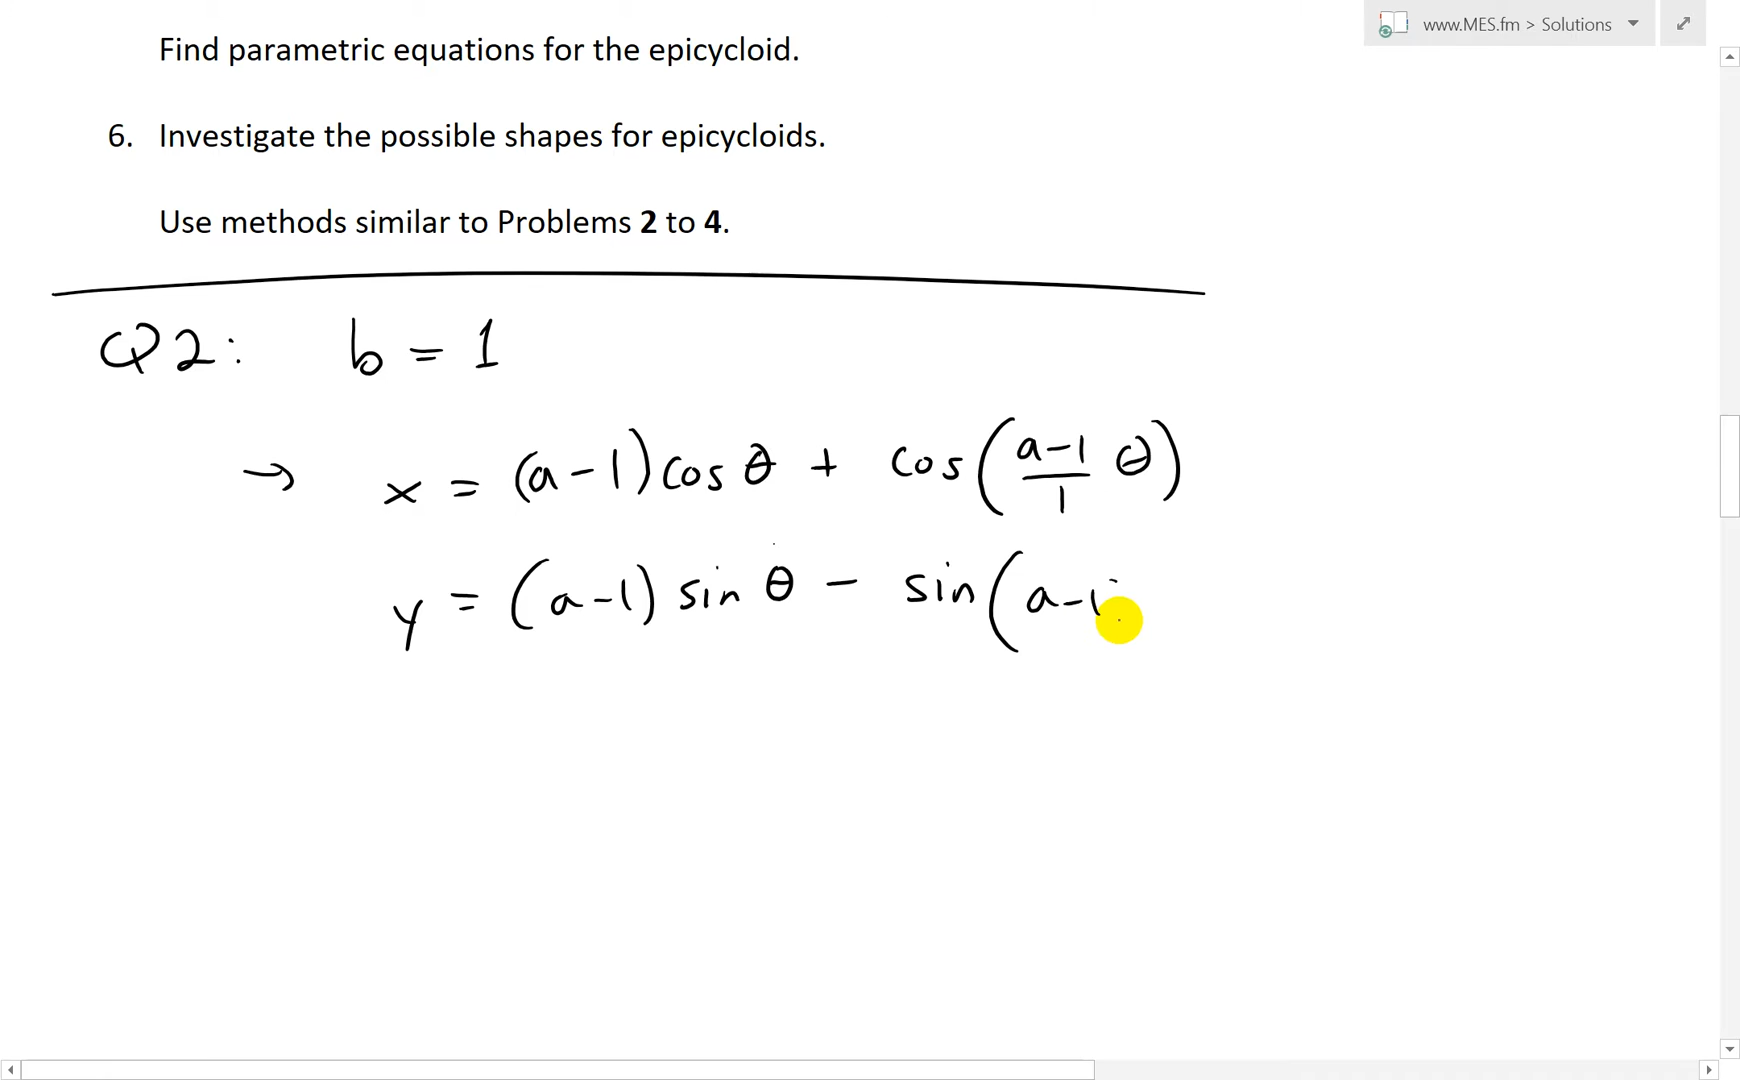 www.MES.fm > Solutions
Find parametric equations for the epicycloid.
6. Investigate the possible shapes for epicycloids.
Use methods similar to Problems 2 to 4.
Q2: b = 1
→ x = (a-1) cos θ + cos((a-1)/1 θ)
y = (a-1) sin θ - sin(a-1